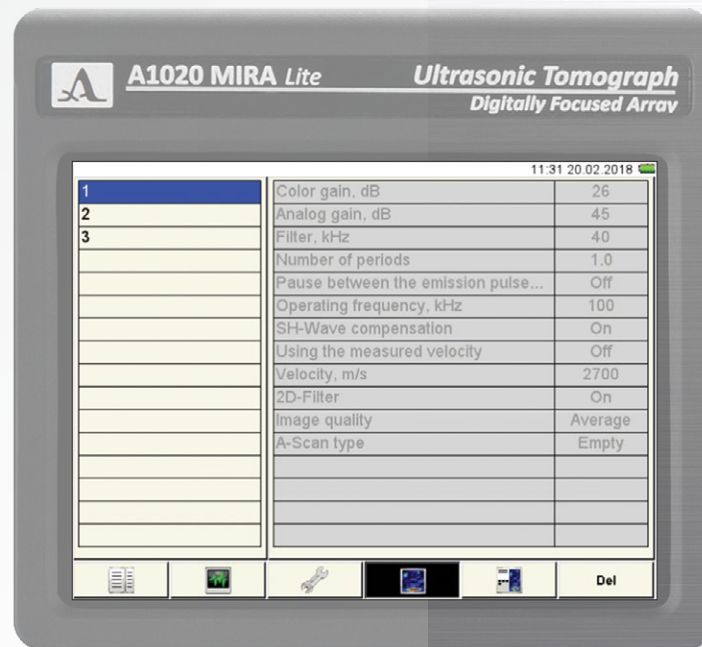 A1020 MIRA Lite
Ultrasonic Tomograph
Digitally Focused Array
11:31 20.02.2018
1
2
3
Color gain, dB 26
Analog gain, dB 45
Filter, kHz 40
Number of periods 1.0
Pause between the emission pulse... Off
Operating frequency, kHz 100
SH-Wave compensation On
Using the measured velocity Off
Velocity, m/s 2700
2D-Filter On
Image quality Average
A-Scan type Empty
Del